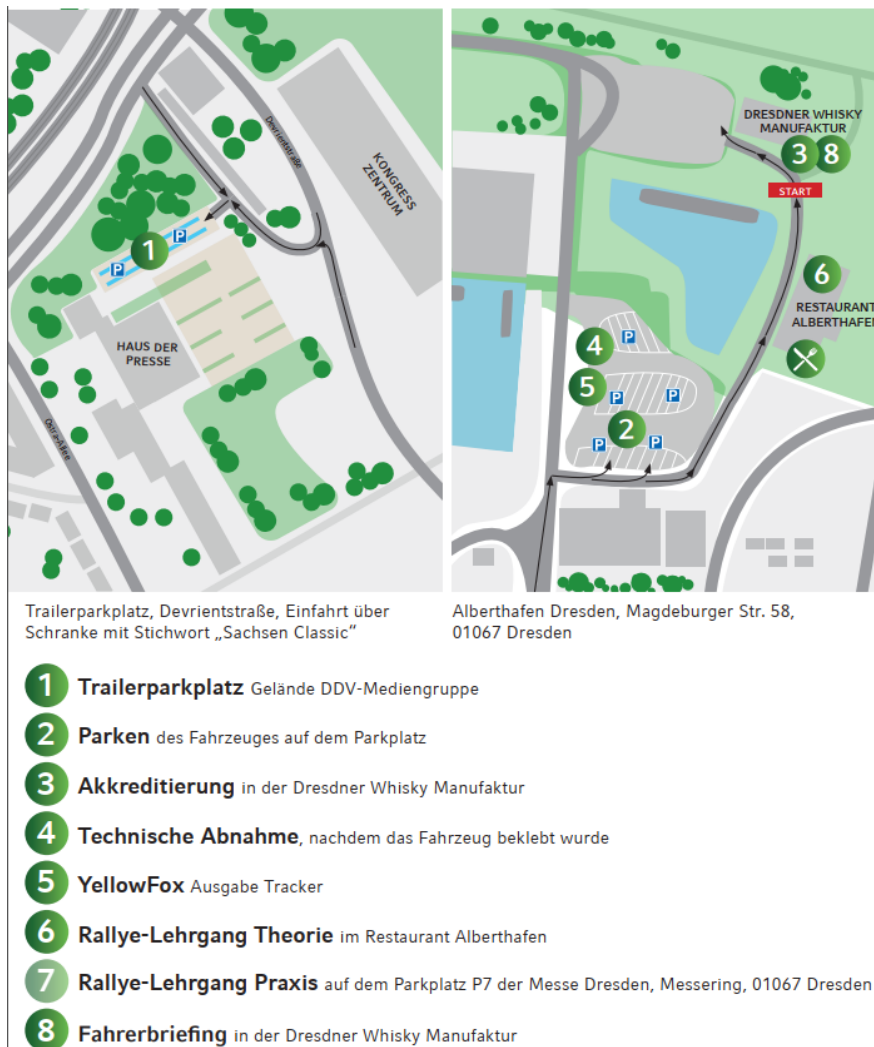 Devrientstraße
KONGRESS
ZENTRUM
1
P
P
HAUS DER
PRESSE
Ostra-Allee
DRESDNER WHISKY
MANUFAKTUR
3 8
START
6
RESTAURANT
ALBERTHAFEN
4
P
5
P
P
2
P
P
Trailerparkplatz, Devrientstraße, Einfahrt über
Schranke mit Stichwort „Sachsen Classic“
Alberthafen Dresden, Magdeburger Str. 58,
01067 Dresden
1 Trailerparkplatz Gelände DDV-Mediengruppe
2 Parken des Fahrzeuges auf dem Parkplatz
3 Akkreditierung in der Dresdner Whisky Manufaktur
4 Technische Abnahme, nachdem das Fahrzeug beklebt wurde
5 YellowFox Ausgabe Tracker
6 Rallye-Lehrgang Theorie im Restaurant Alberthafen
7 Rallye-Lehrgang Praxis auf dem Parkplatz P7 der Messe Dresden, Messering, 01067 Dresden
8 Fahrerbriefing in der Dresdner Whisky Manufaktur